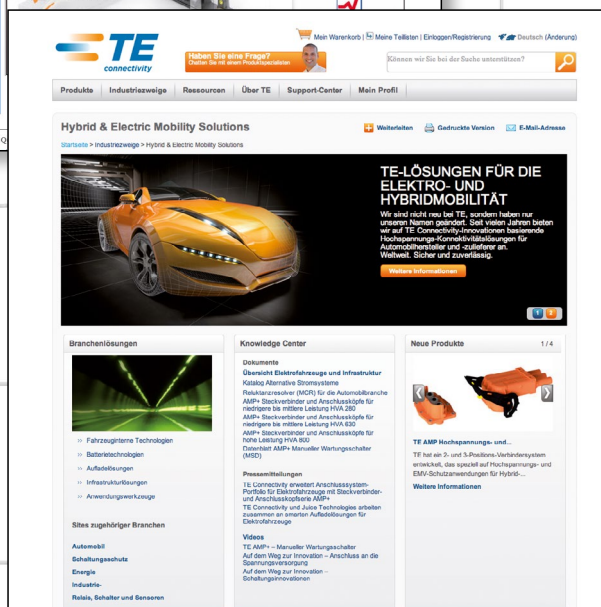 Mein Warenkorb | Meine Teillisten | Einloggen/Registrierung Deutsch (Änderung)
TE
connectivity
Haben Sie eine Frage?
Chatten Sie mit einem Produktspezialisten
Können wir Sie bei der Suche unterstützen?
Produkte Industriezweige Ressourcen Über TE Support-Center Mein Profil
Hybrid & Electric Mobility Solutions
Weiterleiten Gedruckte Version E-Mail-Adresse
Startseite > Industriezweige > Hybrid & Electric Mobility Solutions
TE-LÖSUNGEN FÜR DIE
ELEKTRO- UND
HYBRIDMOBILITÄT
Wir sind nicht neu bei TE, sondern haben nur
unseren Namen geändert. Seit vielen Jahren bieten
wir auf TE Connectivity-Innovationen basierende
Hochspannungs-Konnektivitätslösungen für
Automobilhersteller und -zulieferer an.
Weltweit. Sicher und zuverlässig.
Weitere Informationen
1 2
Branchenlösungen
>> Fahrzeuginterne Technologien
>> Batterietechnologien
>> Aufladelösungen
>> Infrastrukturlösungen
>> Anwendungswerkzeuge
Sites zugehöriger Branchen
Automobil
Schaltungsschutz
Energie
Industrie-
Relais, Schalter und Sensoren
Knowledge Center
Dokumente
Übersicht Elektrofahrzeuge und Infrastruktur
Katalog Alternative Stromsysteme
Reluktanzresolver (MCR) für die Automobilbranche
AMP+ Steckverbinder und Anschlussköpfe für
niedrigere bis mittlere Leistung HVA 280
AMP+ Steckverbinder und Anschlussköpfe für
niedrigere bis mittlere Leistung HVA 630
AMP+ Steckverbinder und Anschlussköpfe für
hohe Leistung HVA 800
Datenblatt AMP+ Manueller Wartungsschalter
(MSD)
Pressemitteilungen
TE Connectivity erweitert Anschlusssystem-
Portfolio für Elektrofahrzeuge mit Steckverbinder-
und Anschlusskopfserie AMP+
TE Connectivity und Juice Technologies arbeiten
zusammen an smarten Aufladelösungen für
Elektrofahrzeuge
Videos
TE AMP+ – Manueller Wartungsschalter
Auf dem Weg zur Innovation – Anschluss an die
Spannungsversorgung
Auf dem Weg zur Innovation –
Schaltungsinnovationen
Neue Produkte 1/4
TE AMP Hochspannungs- und...
TE hat ein 2- und 3-Positions-Verbindersystem
entwickelt, das speziell auf Hochspannungs- und
EMV-Schutzanwendungen für Hybrid-...
Weitere Informationen